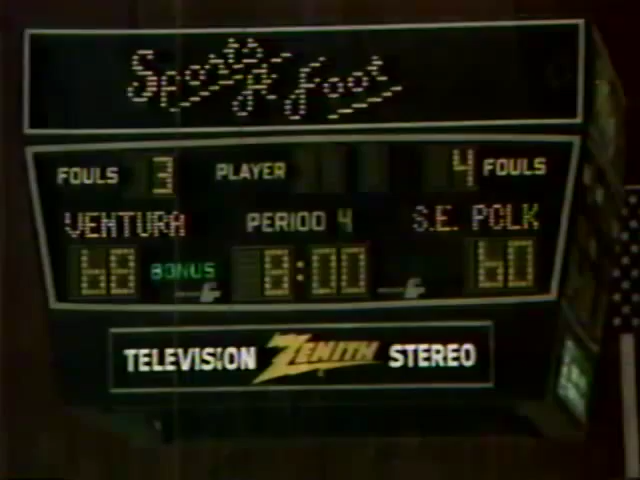 Sports Foot
FOULS 3 PLAYER 4 FOULS
VENTURA PERIOD 4 S.E. POLK
68 BONUS 8:00 60
TELEVISION ZENITH STEREO